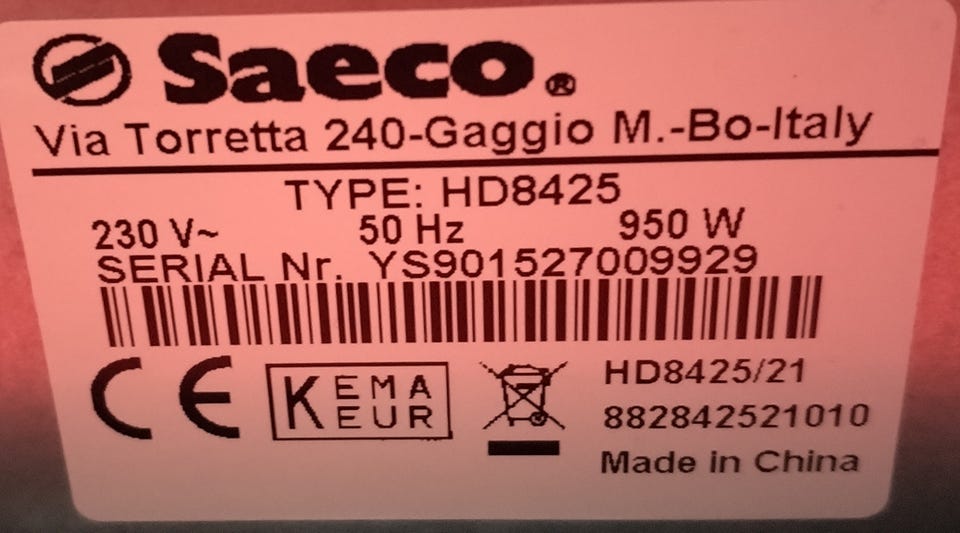 Saeco®
Via Torretta 240-Gaggio M.-Bo-Italy
TYPE: HD8425
230 V~ 50 Hz 950 W
SERIAL Nr. YS901527009929
CE KEMA EUR
HD8425/21
882842521010
Made in China